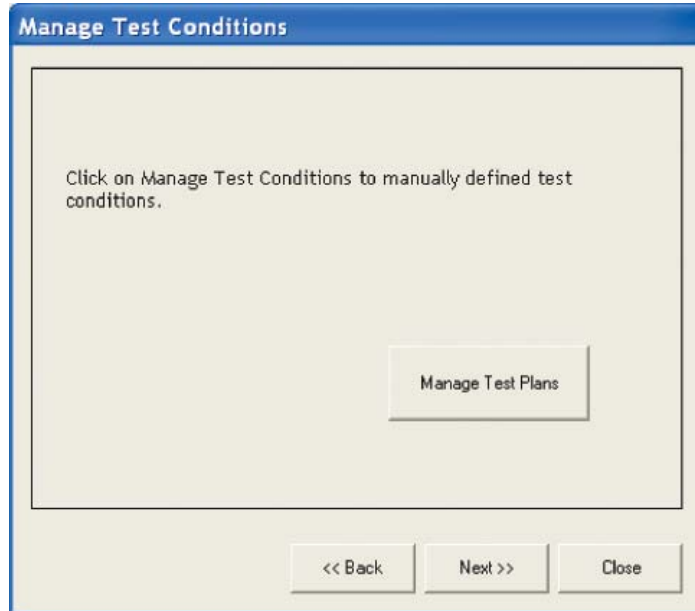 Manage Test Conditions
Click on Manage Test Conditions to manually defined test
conditions.
Manage Test Plans
<< Back
Next >>
Close